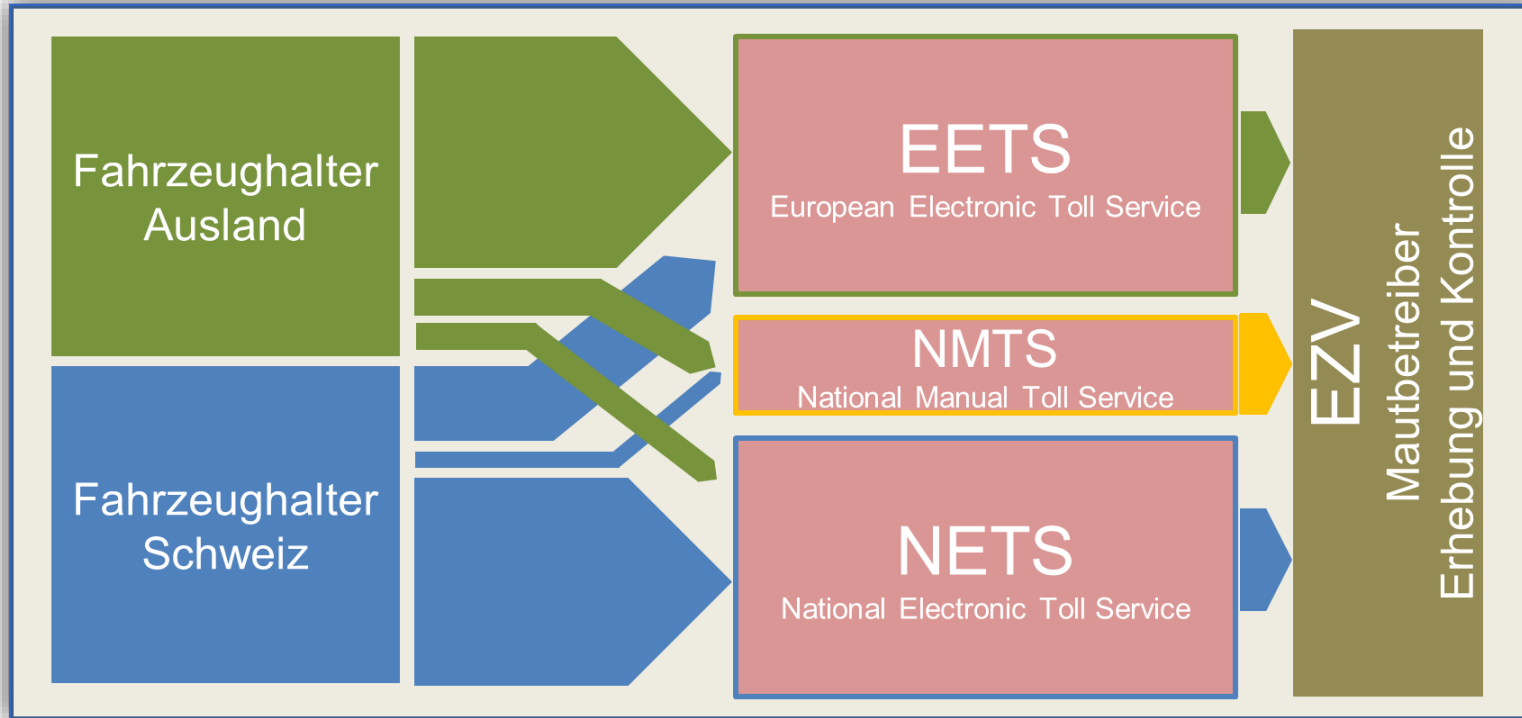 Fahrzeughalter
Ausland
Fahrzeughalter
Schweiz
EETS
European Electronic Toll Service
NMTS
National Manual Toll Service
NETS
National Electronic Toll Service
EZV
Mautbetreiber
Erhebung und Kontrolle